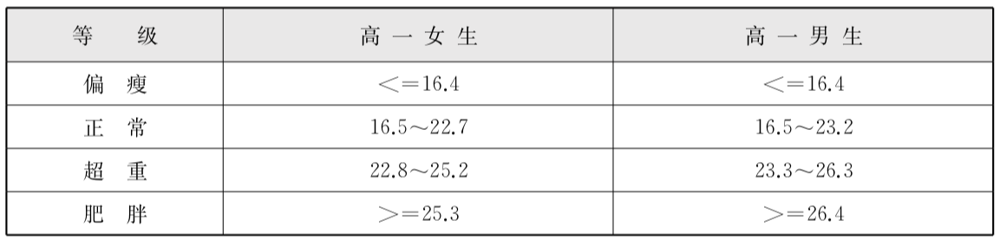 等 级 高一女生 高一男生
偏 瘦 <=16.4 <=16.4
正 常 16.5~22.7 16.5~23.2
超 重 22.8~25.2 23.3~26.3
肥 胖 >=25.3 >=26.4